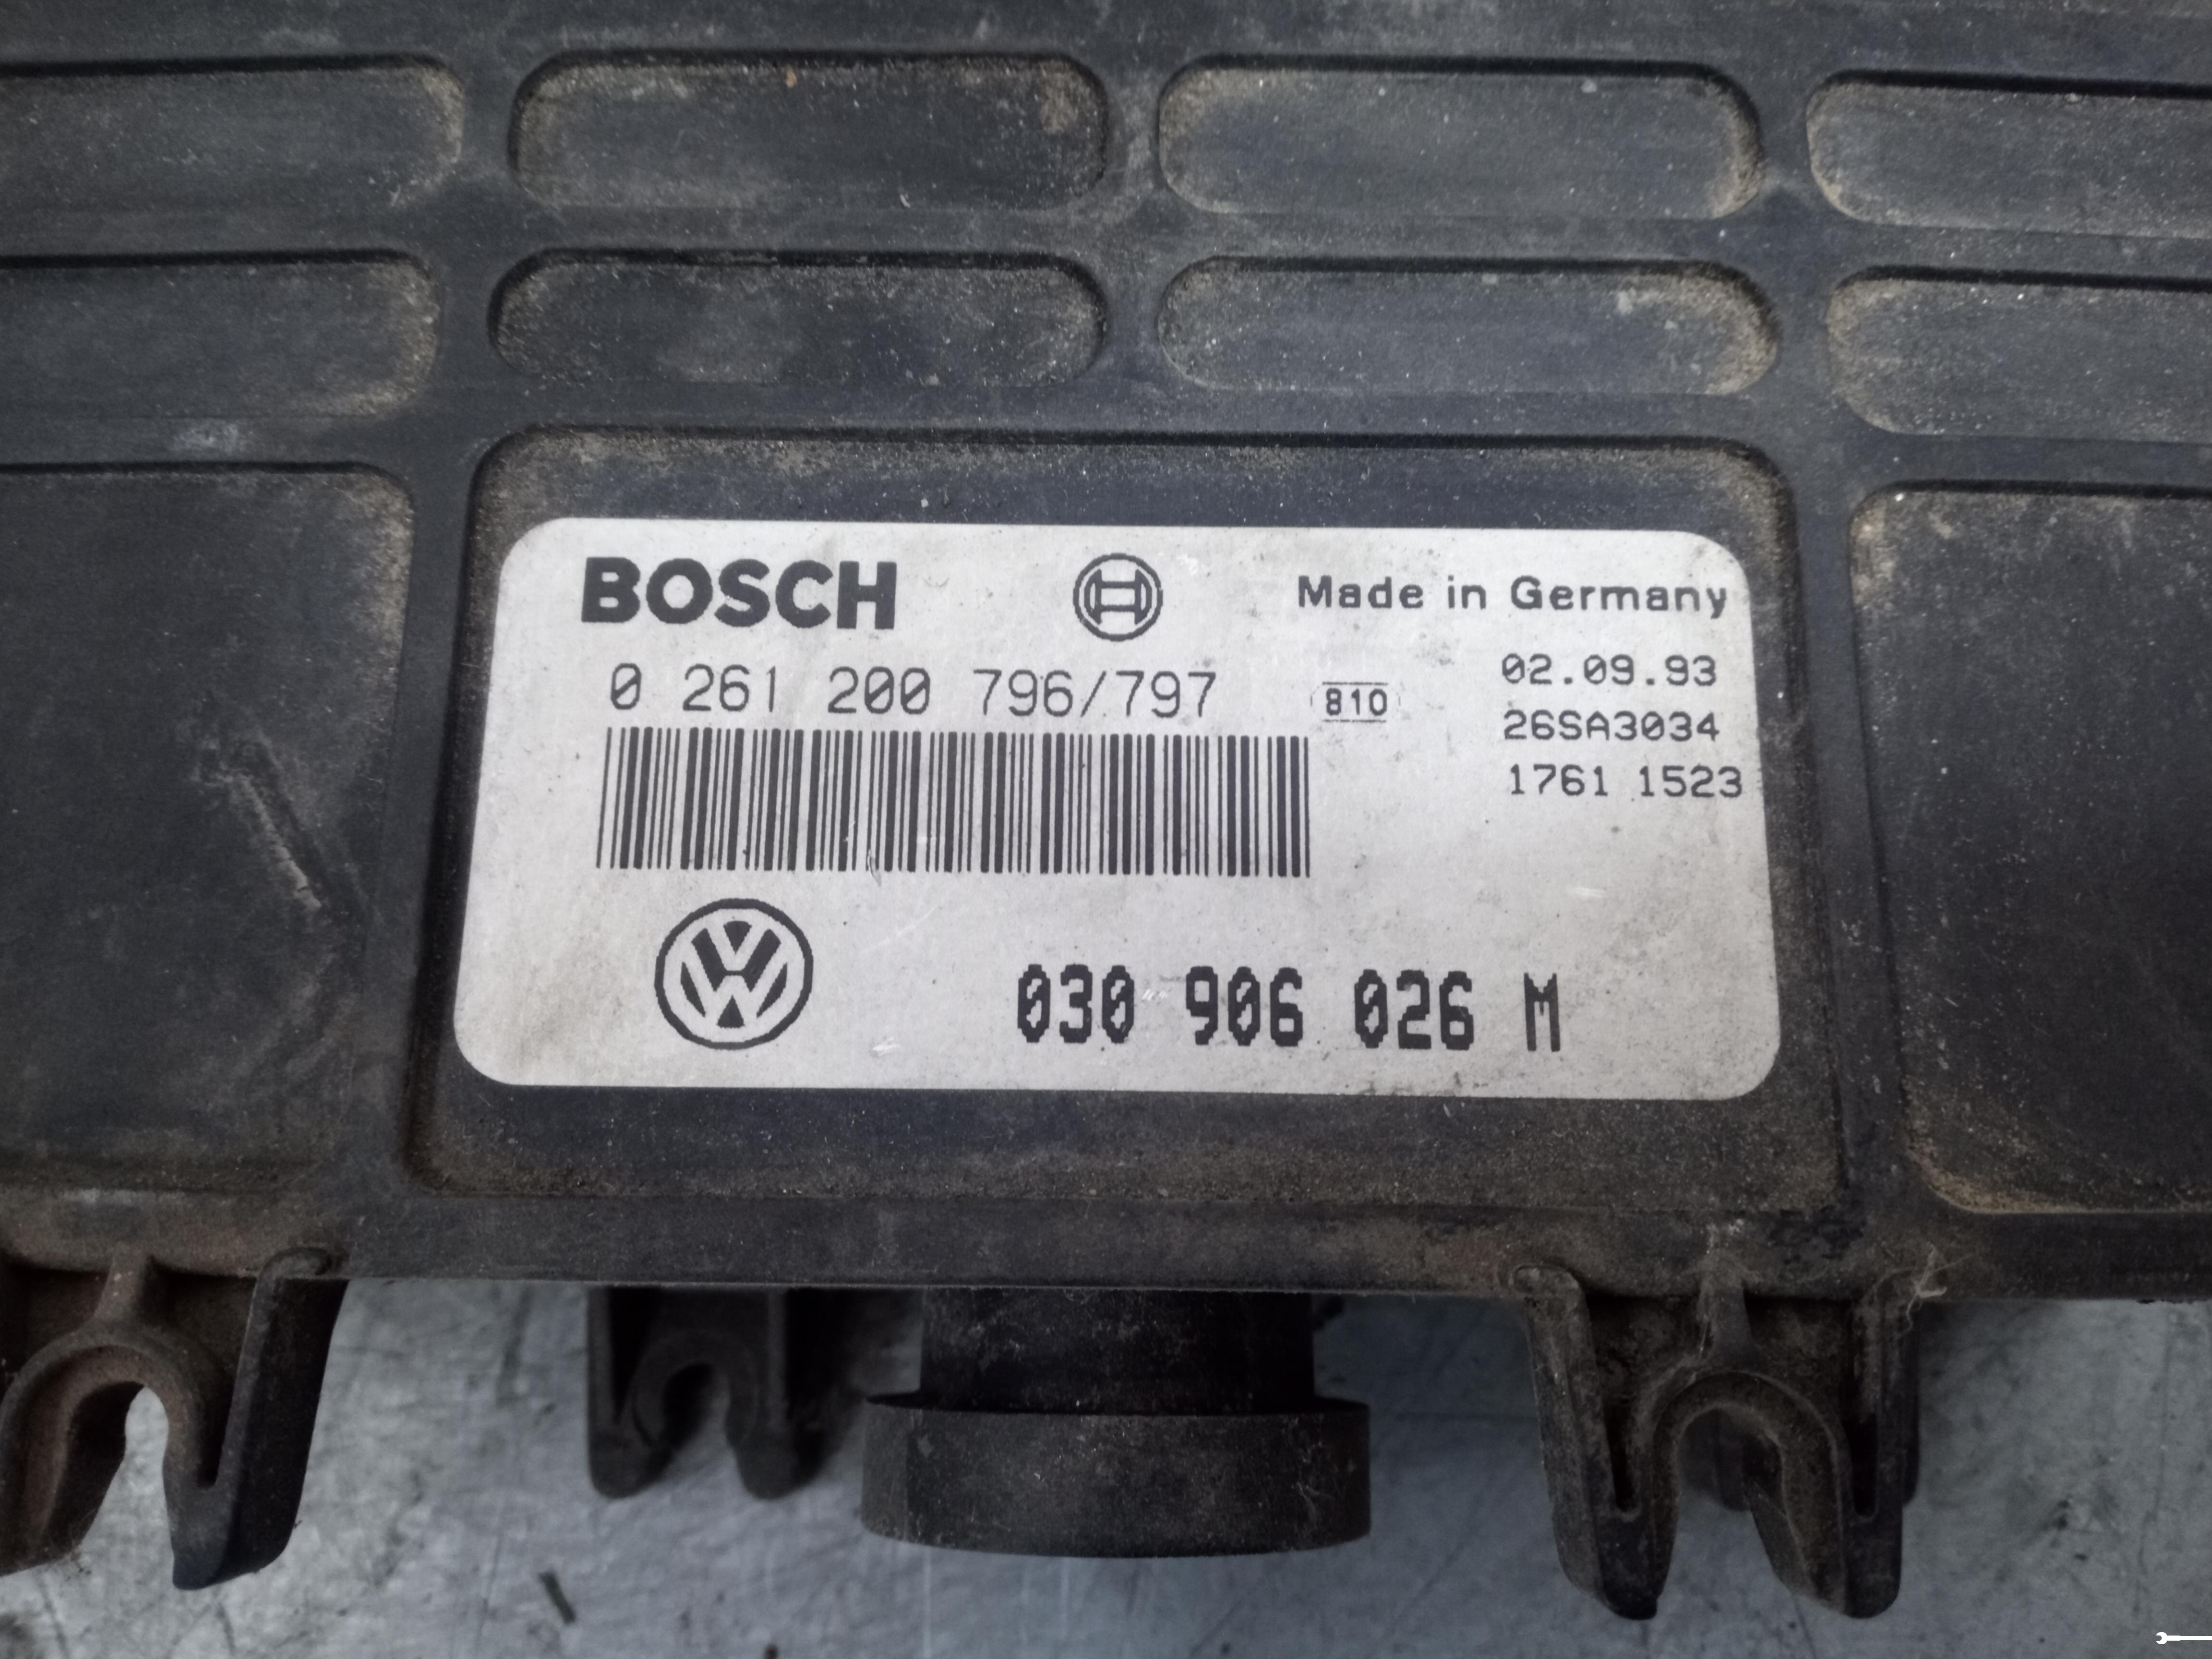 BOSCH Made in Germany
0 261 200 796/797 810 02.09.93
26SA3034
1761 1523
030 906 026 M